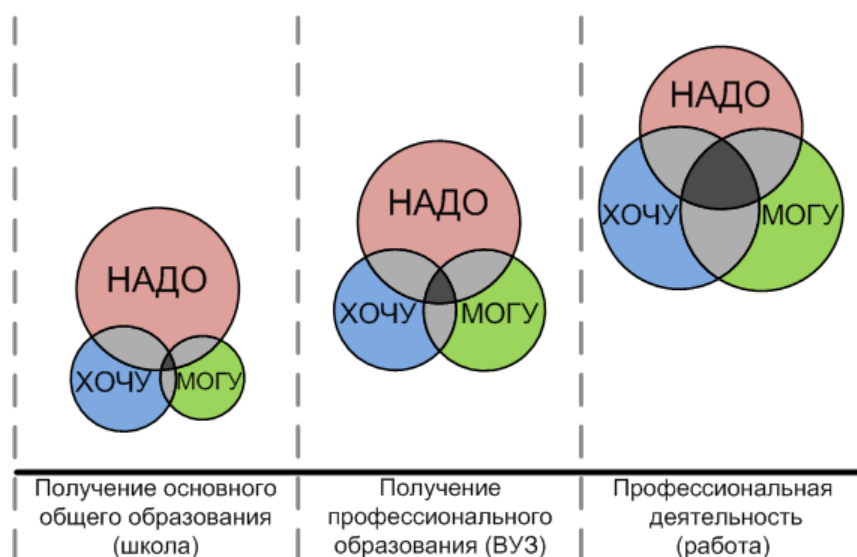 НАДО
ХОЧУ
МОГУ
НАДО
ХОЧУ
МОГУ
НАДО
ХОЧУ
МОГУ
Получение основного
общего образования
(школа)
Получение
профессионального
образования (ВУЗ)
Профессиональная
деятельность
(работа)